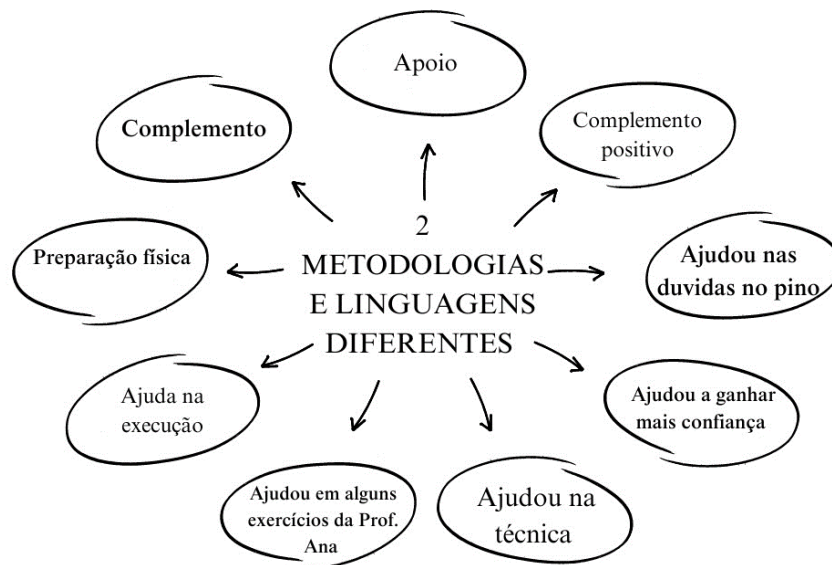 Apoio
Complemento
Complemento
positivo
2
METODOLOGIAS
E LINGUAGENS
DIFERENTES
Preparação física
Ajudou nas
duvidas no pino
Ajuda na
execução
Ajudou a ganhar
mais confiança
Ajudou em alguns
exercícios da Prof.
Ana
Ajudou na
técnica